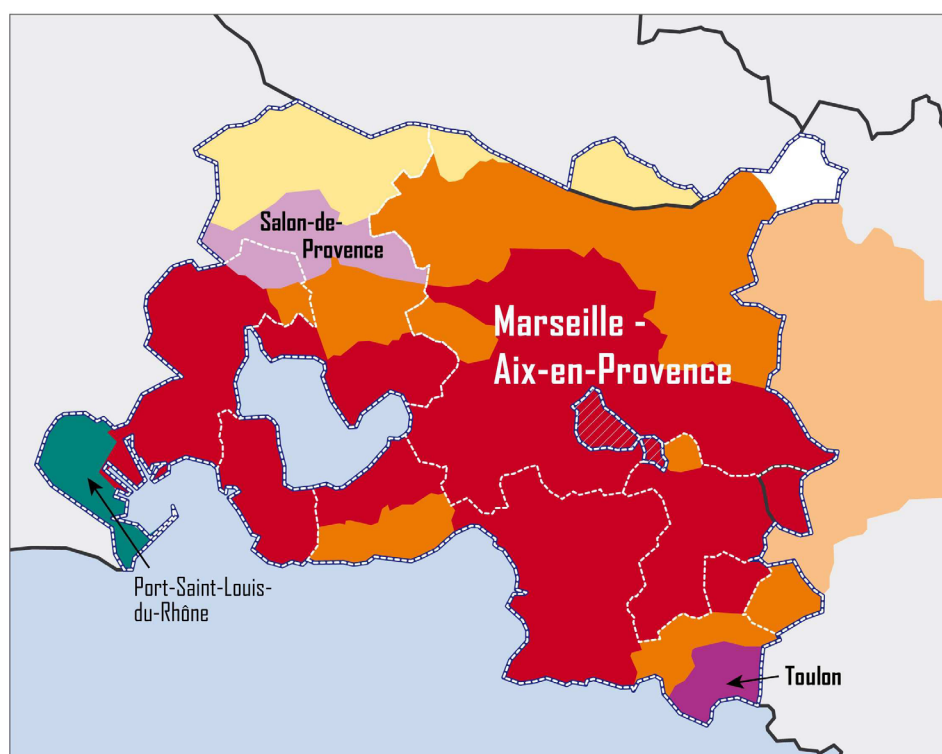 Salon-de-
Provence
Marseille -
Aix-en-Provence
Port-Saint-Louis-
du-Rhône
Toulon